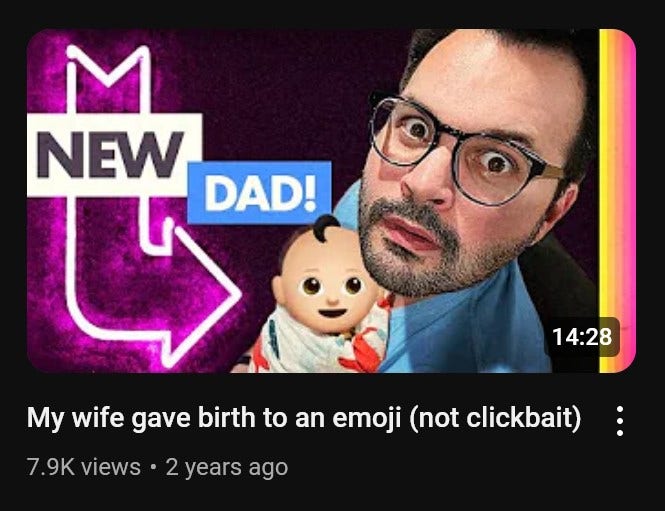 NEW
DAD!
14:28
My wife gave birth to an emoji (not clickbait)
7.9K views • 2 years ago